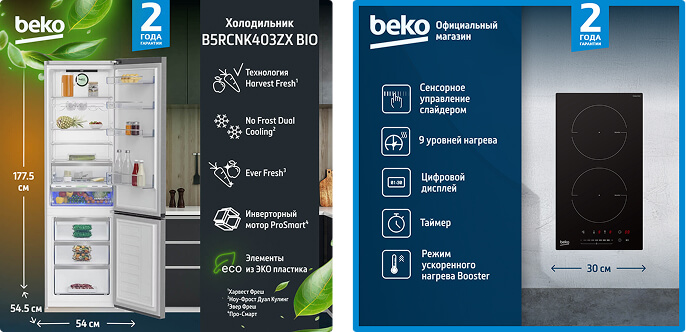 beko
2
ГОДА
ГАРАНТИИ
Холодильник
B5RCNK403ZX BIO
Технология
Harvest Fresh¹
No Frost Dual
Cooling²
Ever Fresh³
Инверторный
мотор ProSmart⁴
eco
Элементы
из ЭКО пластика
¹Харвест Фреш
²Ноу-Фрост Дуал Кулинг
³Эвер Фреш
⁴Про-Смарт
177.5
см
54.5 см
54 см
beko
Официальный
магазин
2
ГОДА
ГАРАНТИИ
Сенсорное
управление
слайдером
9 уровней нагрева
Цифровой
дисплей
Таймер
Режим
ускоренного
нагрева Booster
beko
30 см